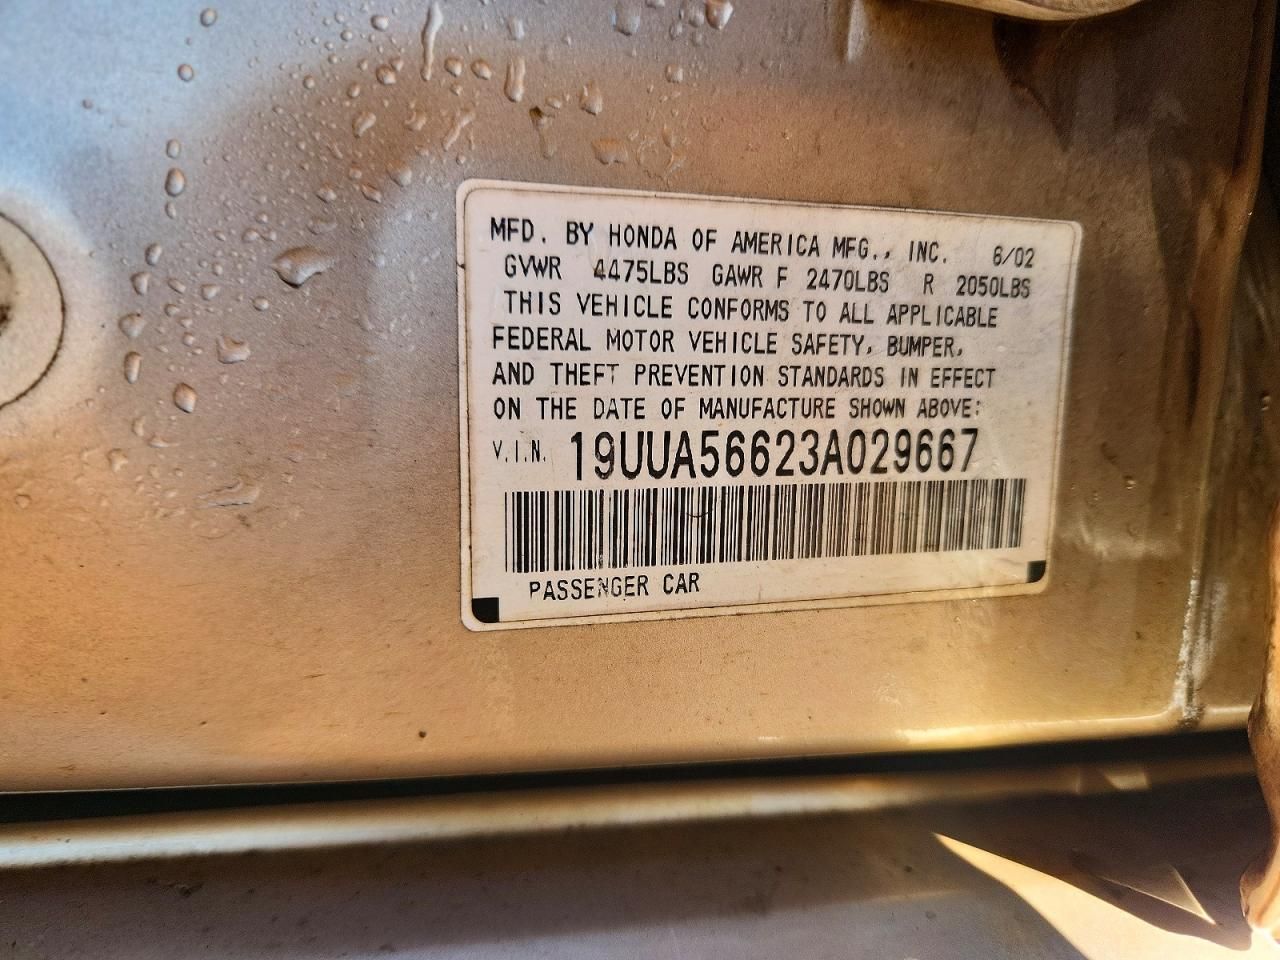 MFD. BY HONDA OF AMERICA MFG., INC. 6/02
GVWR 4475LBS GAWR F 2470LBS R 2050LBS
THIS VEHICLE CONFORMS TO ALL APPLICABLE
FEDERAL MOTOR VEHICLE SAFETY, BUMPER,
AND THEFT PREVENTION STANDARDS IN EFFECT
ON THE DATE OF MANUFACTURE SHOWN ABOVE:
V.I.N. 19UUA56623A029667
PASSENGER CAR